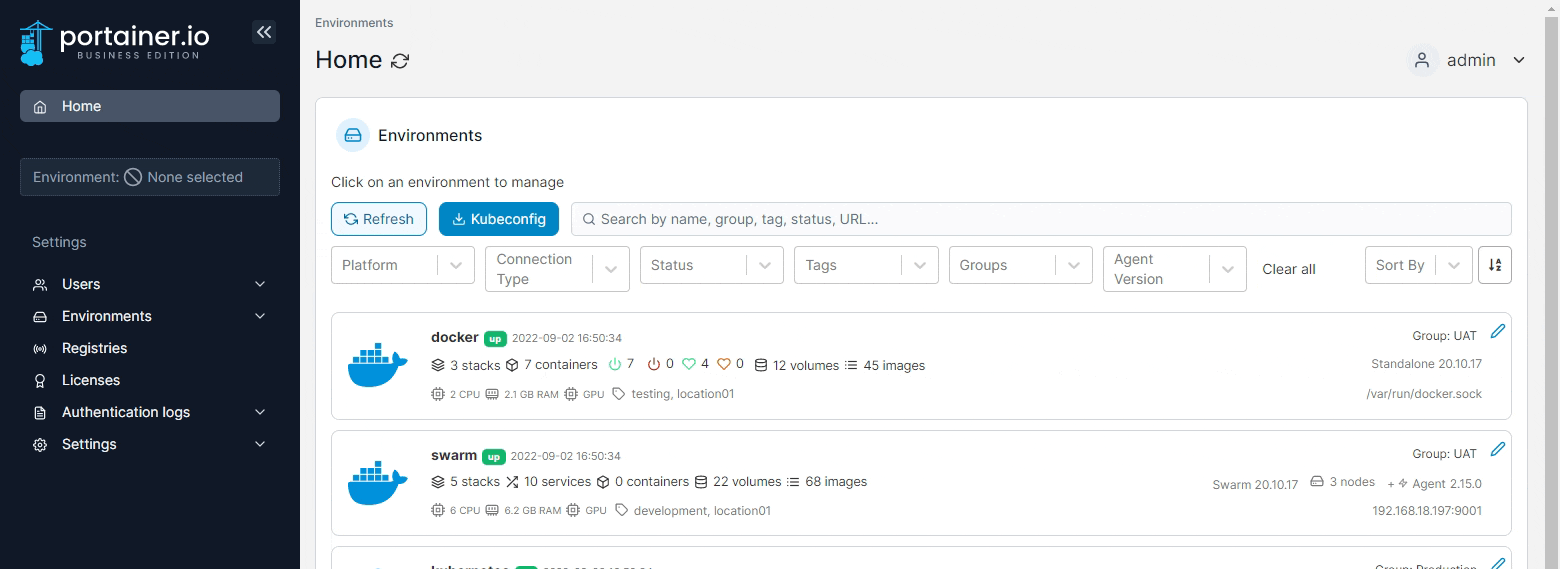 portainer.io
BUSINESS EDITION
Home
Environment: None selected
Settings
Users
Environments
Registries
Licenses
Authentication logs
Settings
Environments
Home
admin
Environments
Click on an environment to manage
Refresh Kubeconfig Search by name, group, tag, status, URL...
Platform Connection Type Status Tags Groups Agent Version Clear all Sort By
docker up 2022-09-02 16:50:34 Group: UAT
3 stacks 7 containers 7 0 4 0 12 volumes 45 images Standalone 20.10.17
2 CPU 2.1 GB RAM GPU testing, location01 /var/run/docker.sock
swarm up 2022-09-02 16:50:34 Group: UAT
5 stacks 10 services 0 containers 22 volumes 68 images Swarm 20.10.17 3 nodes + Agent 2.15.0
6 CPU 6.2 GB RAM GPU development, location01 192.168.18.197:9001
kubernetes Group: Production